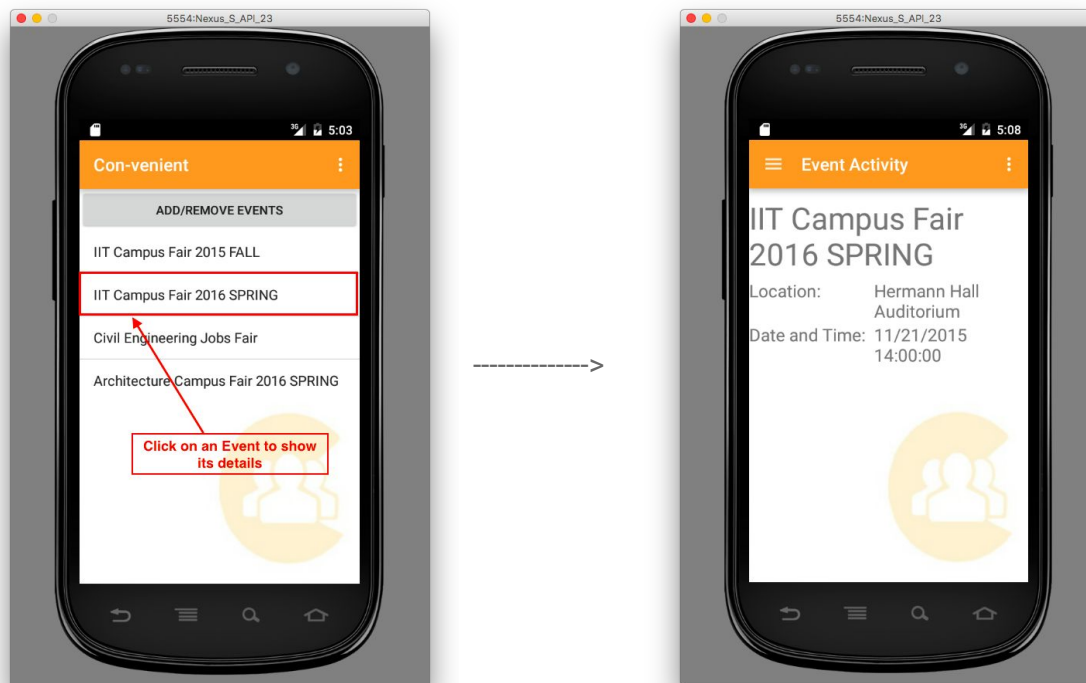 5554:Nexus_S_API_23
3G 5:03
Con-venient
ADD/REMOVE EVENTS
IIT Campus Fair 2015 FALL
IIT Campus Fair 2016 SPRING
Civil Engineering Jobs Fair
Architecture Campus Fair 2016 SPRING
Click on an Event to show
its details
-------------->
5554:Nexus_S_API_23
3G 5:08
Event Activity
IIT Campus Fair
2016 SPRING
Location: Hermann Hall
Auditorium
Date and Time: 11/21/2015
14:00:00